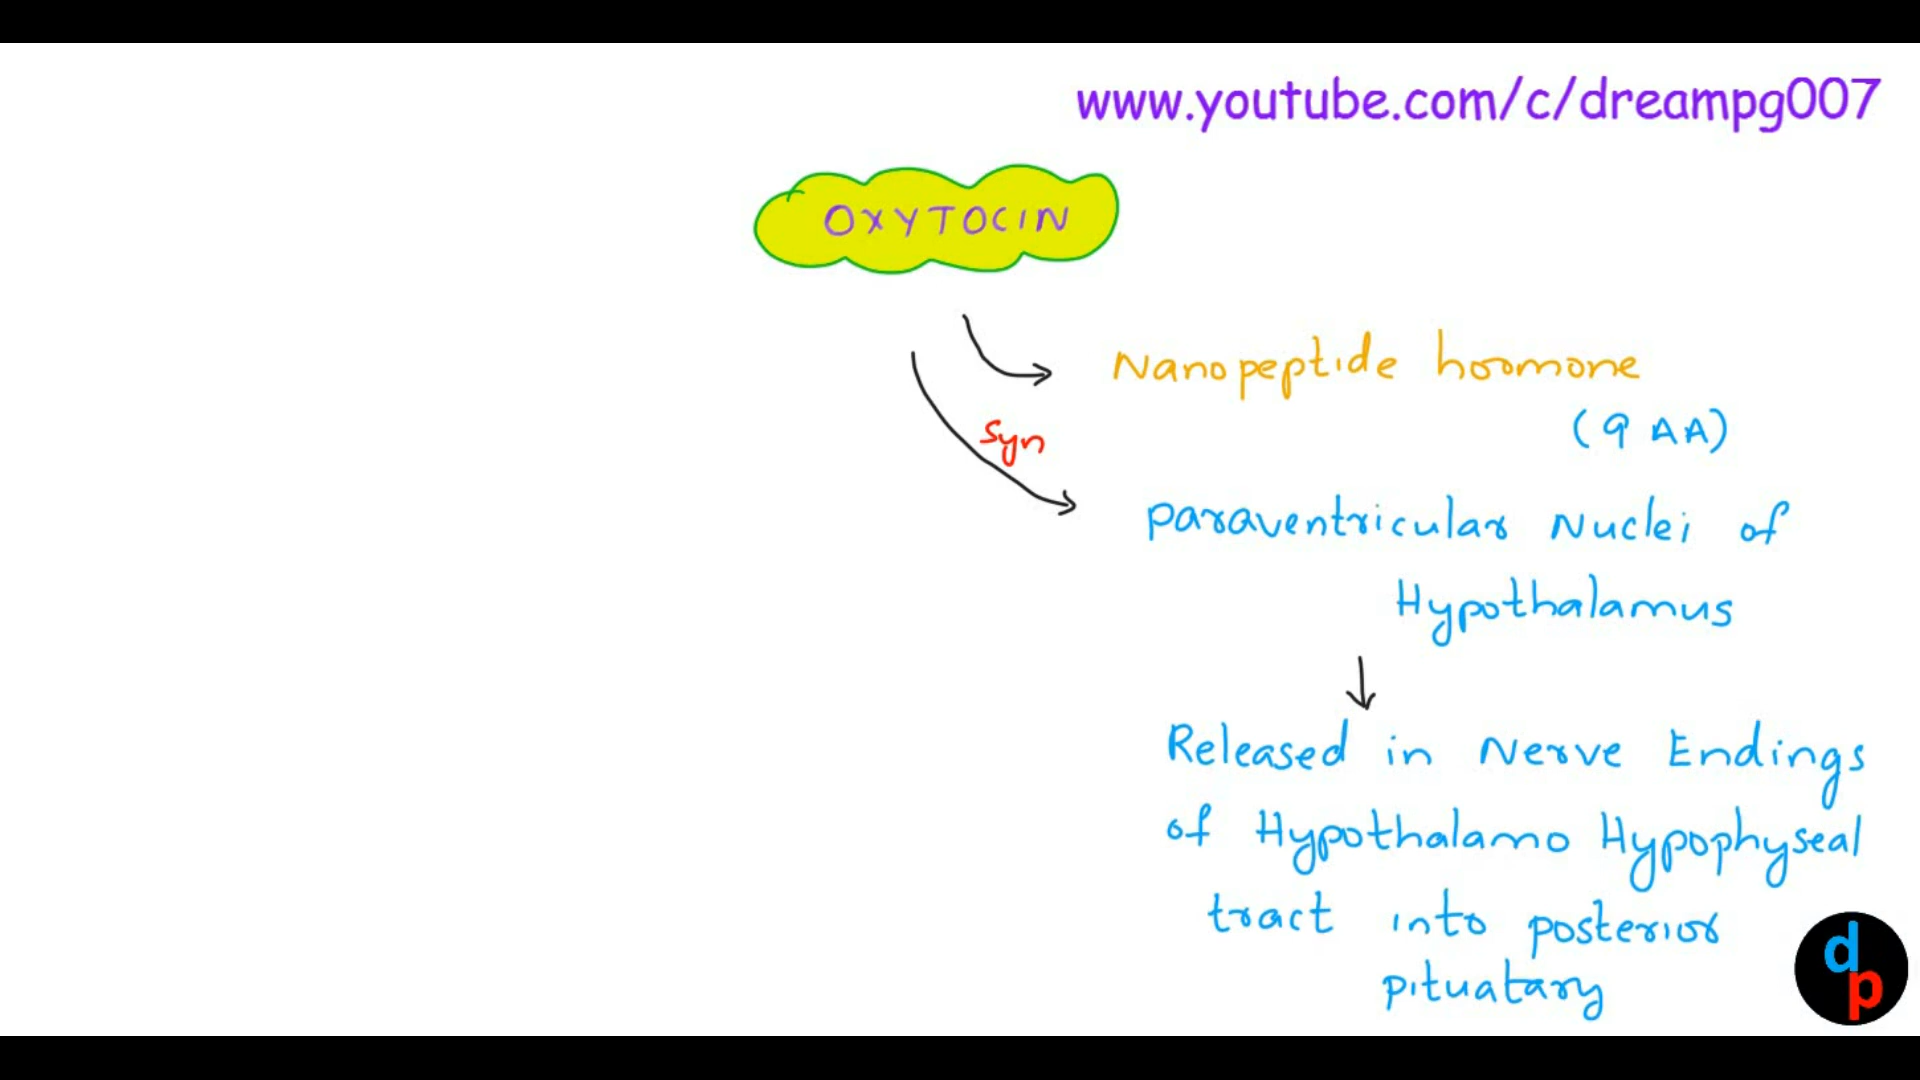 www.youtube.com/c/dreampg007
OXYTOCIN
Nanopeptide hormone
(9 AA)
Syn
Paraventricular Nuclei of
Hypothalamus
Released in Nerve Endings
of Hypothalamo Hypophyseal
tract into posterior
pituatary
dp